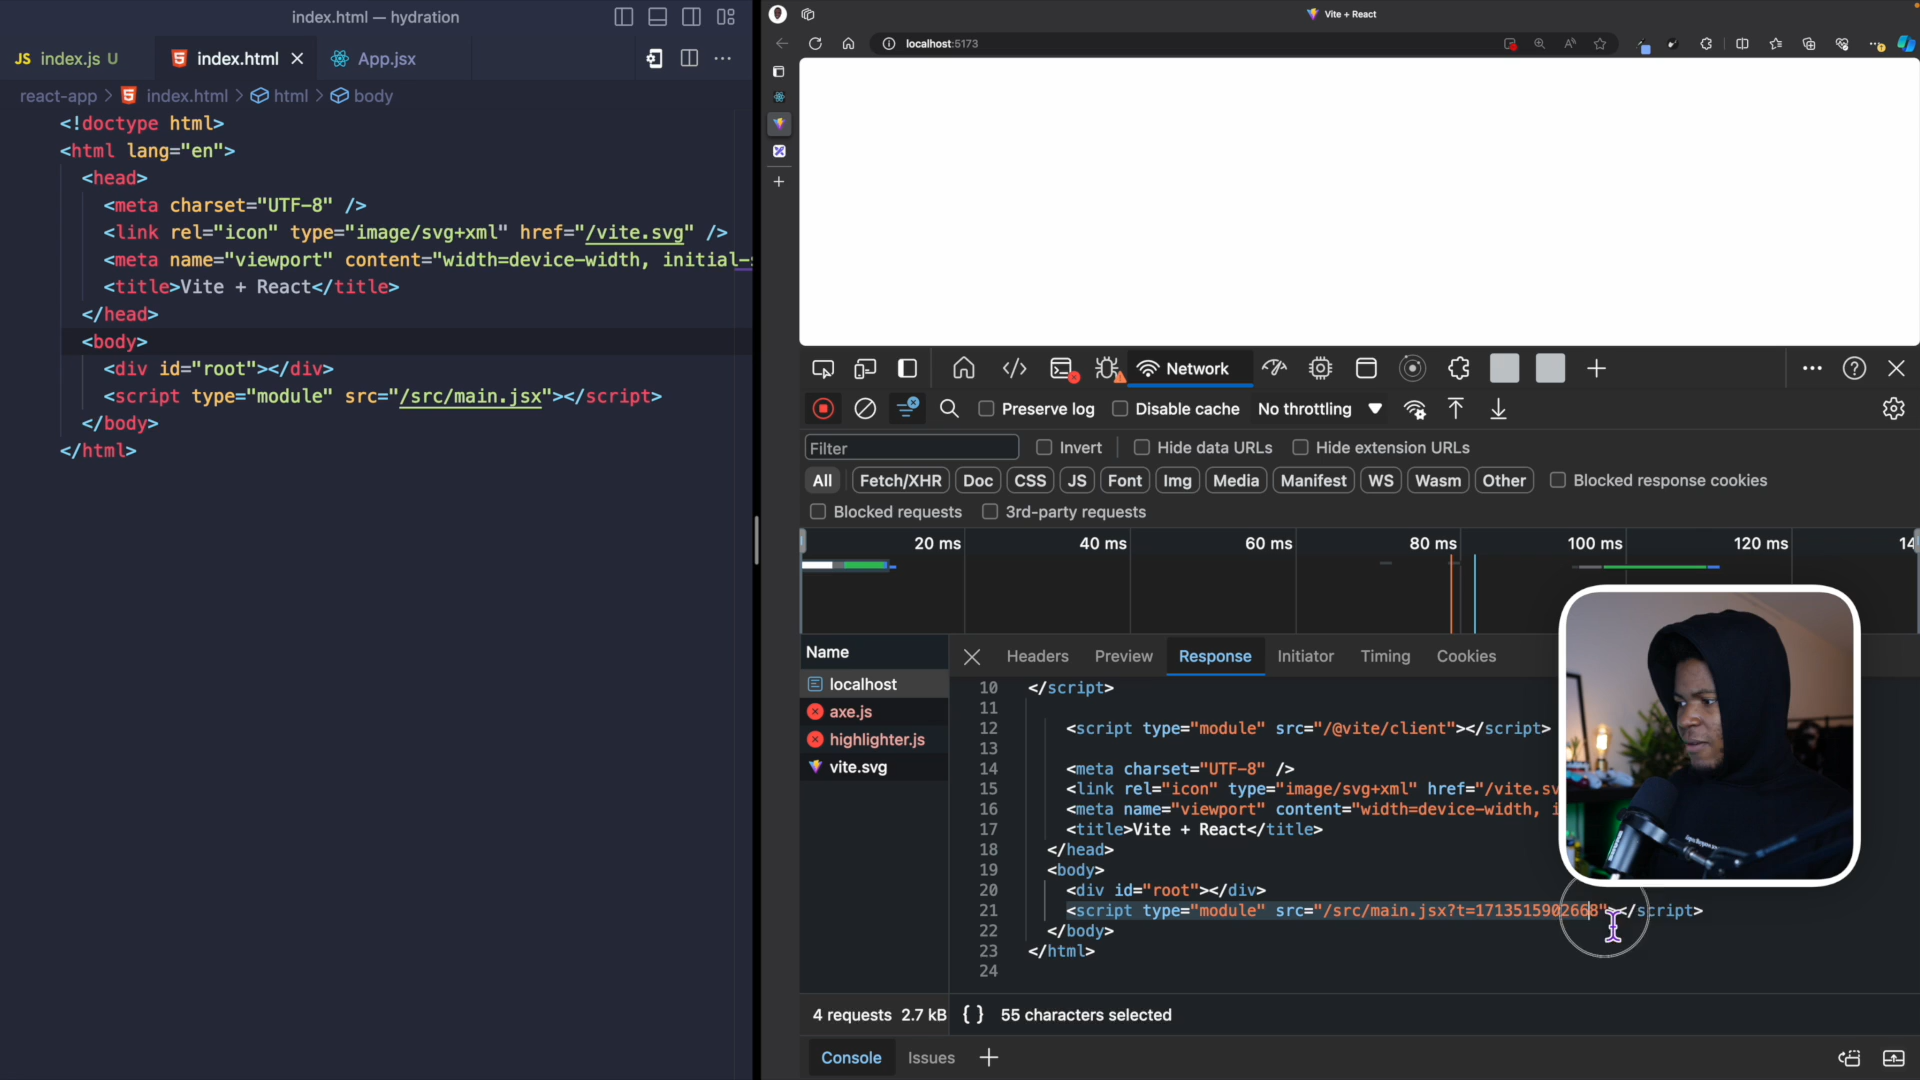 index.html — hydration
JS index.js U
index.html
App.jsx
react-app > index.html > html > body
<!doctype html>
<html lang="en">
<head>
<meta charset="UTF-8" />
<link rel="icon" type="image/svg+xml" href="/vite.svg" />
<meta name="viewport" content="width=device-width, initial-s
<title>Vite + React</title>
</head>
<body>
<div id="root"></div>
<script type="module" src="/src/main.jsx"></script>
</body>
</html>
Vite + React
localhost:5173
Network
Preserve log
Disable cache
No throttling
Filter
Invert
Hide data URLs
Hide extension URLs
All
Fetch/XHR
Doc
CSS
JS
Font
Img
Media
Manifest
WS
Wasm
Other
Blocked response cookies
Blocked requests
3rd-party requests
20 ms
40 ms
60 ms
80 ms
100 ms
120 ms
14
Name
localhost
axe.js
highlighter.js
vite.svg
Headers
Preview
Response
Initiator
Timing
Cookies
10 </script>
11
12 <script type="module" src="/@vite/client"></script>
13
14 <meta charset="UTF-8" />
15 <link rel="icon" type="image/svg+xml" href="/vite.sv
16 <meta name="viewport" content="width=device-width, i
17 <title>Vite + React</title>
18 </head>
19 <body>
20 <div id="root"></div>
21 <script type="module" src="/src/main.jsx?t=1713515902668"></script>
22 </body>
23 </html>
24
4 requests 2.7 kB
{ } 55 characters selected
Console
Issues